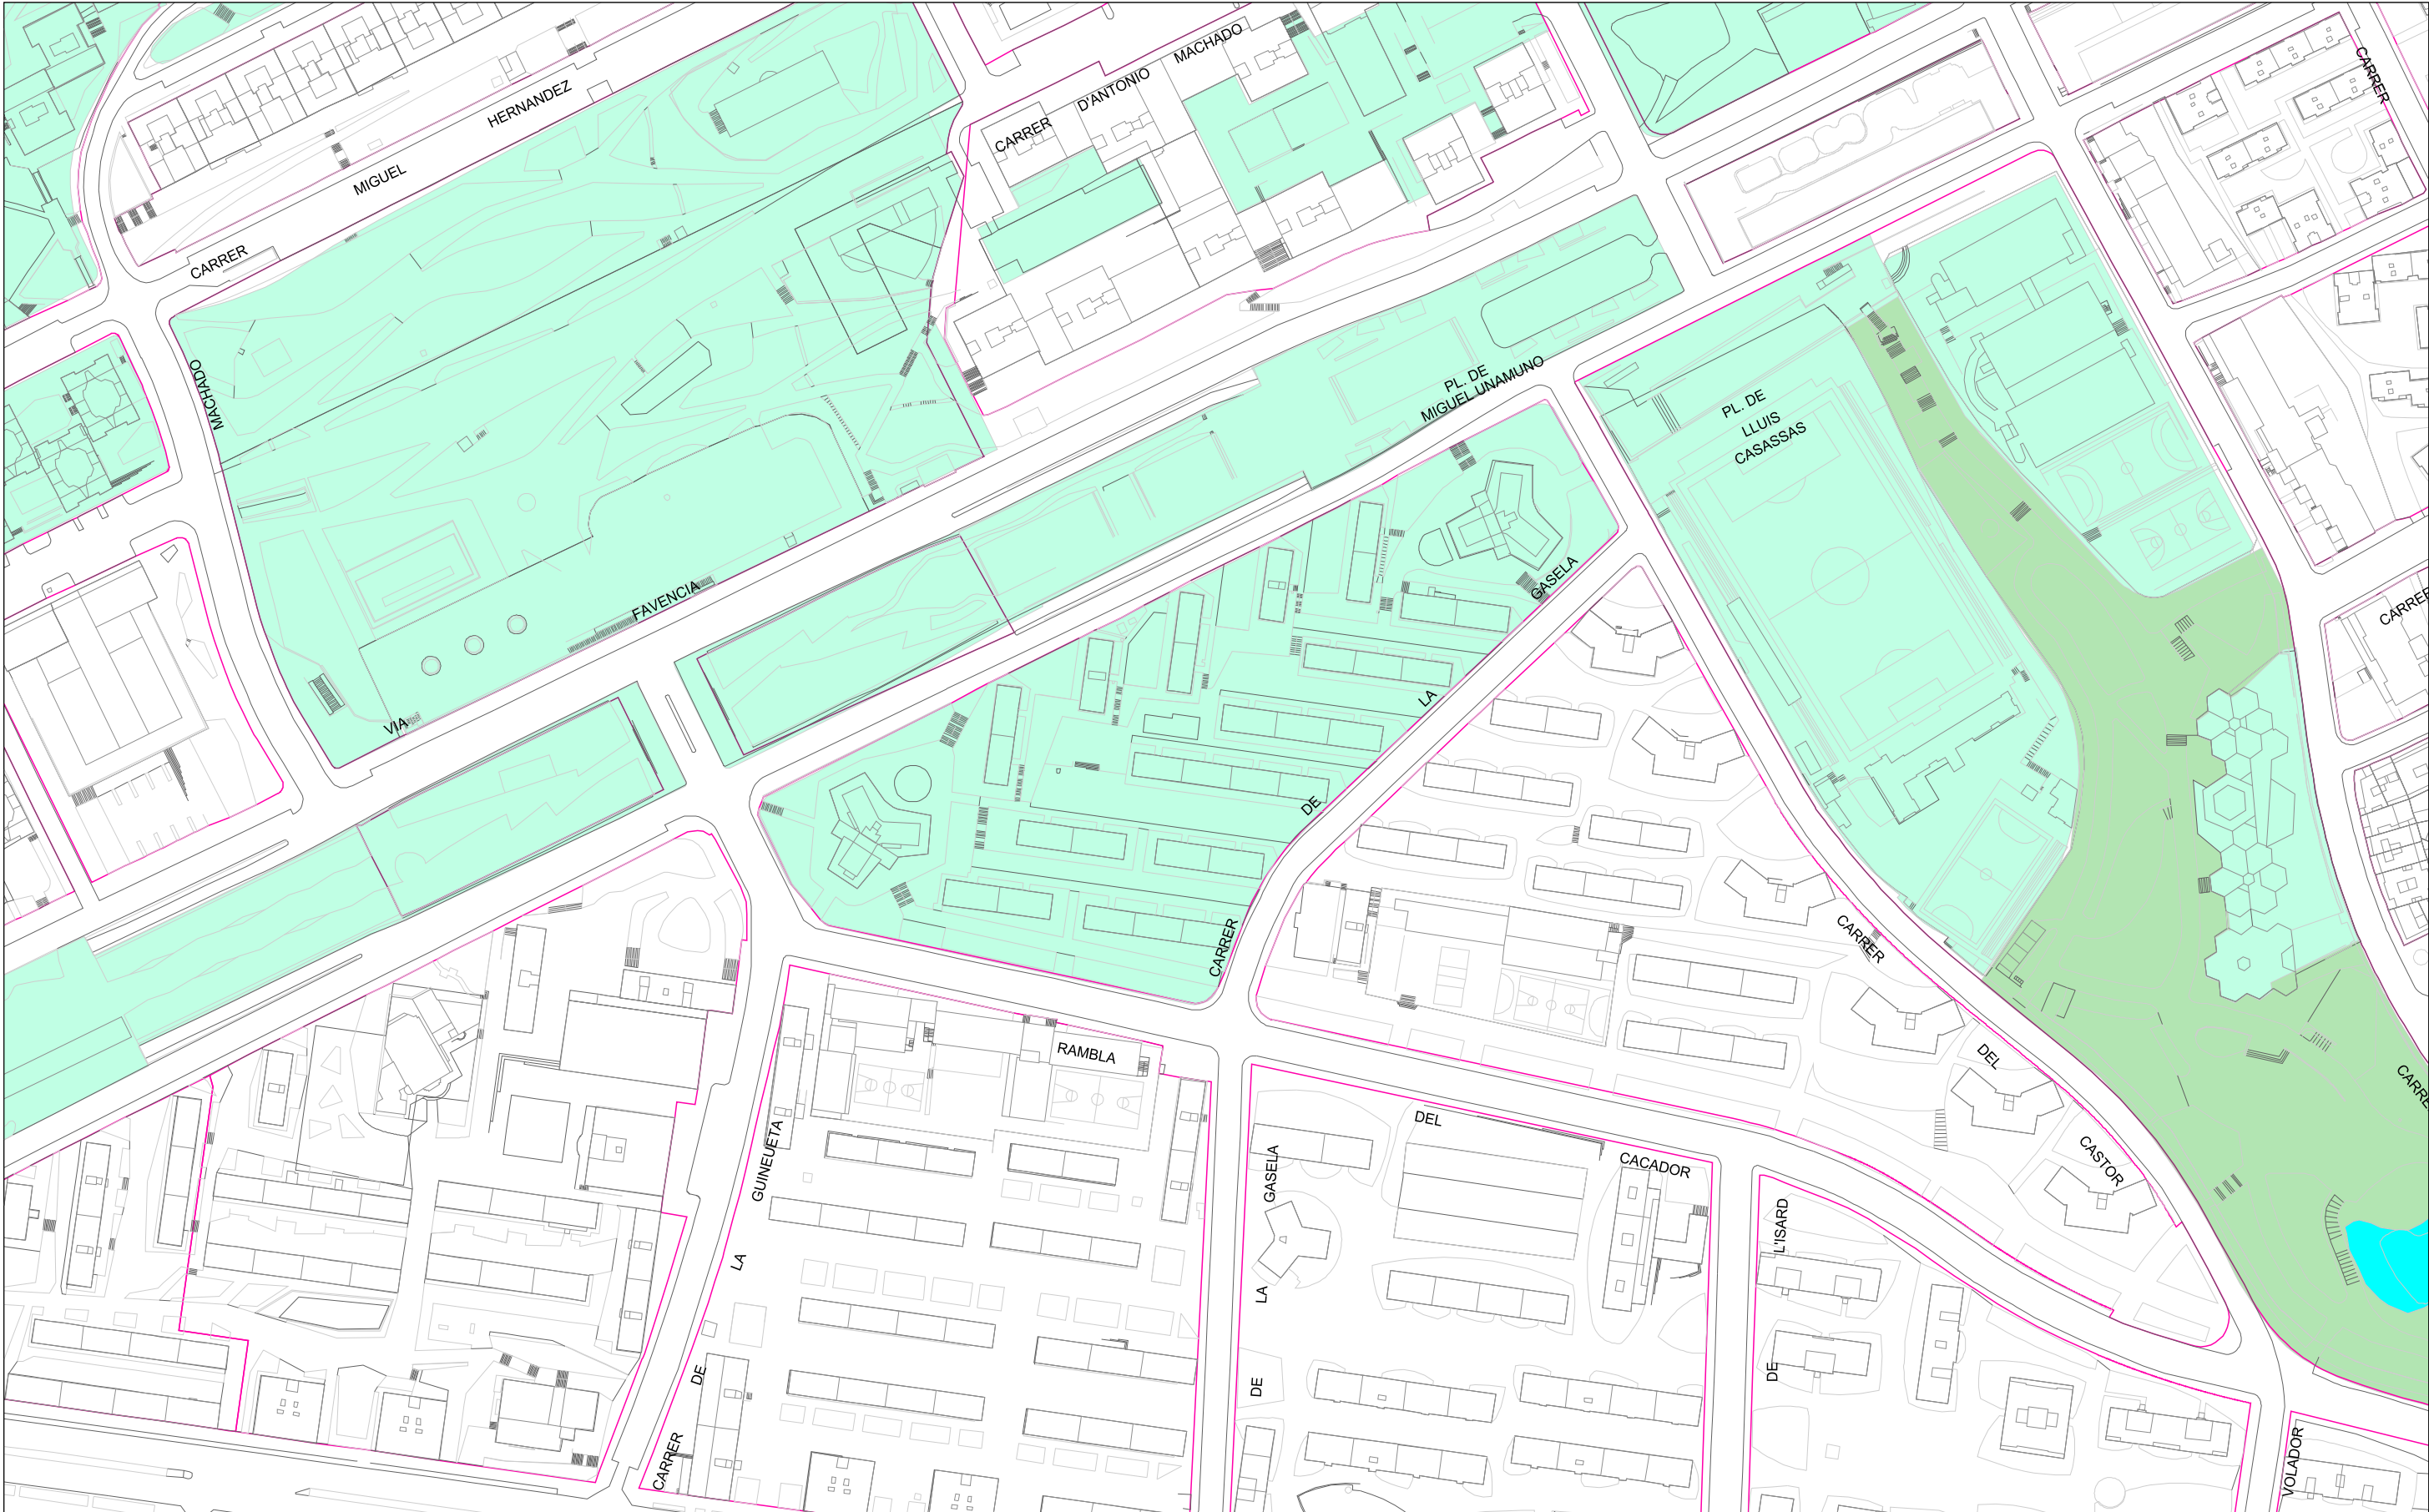 MACHADO
D'ANTONIO
CARRER
CARRER
HERNANDEZ
MIGUEL
CARRER
MACHADO
PL. DE
MIGUEL UNAMUNO
PL. DE
LLUIS
CASASSAS
FAVENCIA
VIA
GASELA
LA
DE
CARRER
CARRER
CARRER
DEL
CASTOR
CARRE
RAMBLA
DEL
CACADOR
GUINEUETA
LA
DE
CARRER
GASELA
LA
DE
L'ISARD
DE
VOLADOR